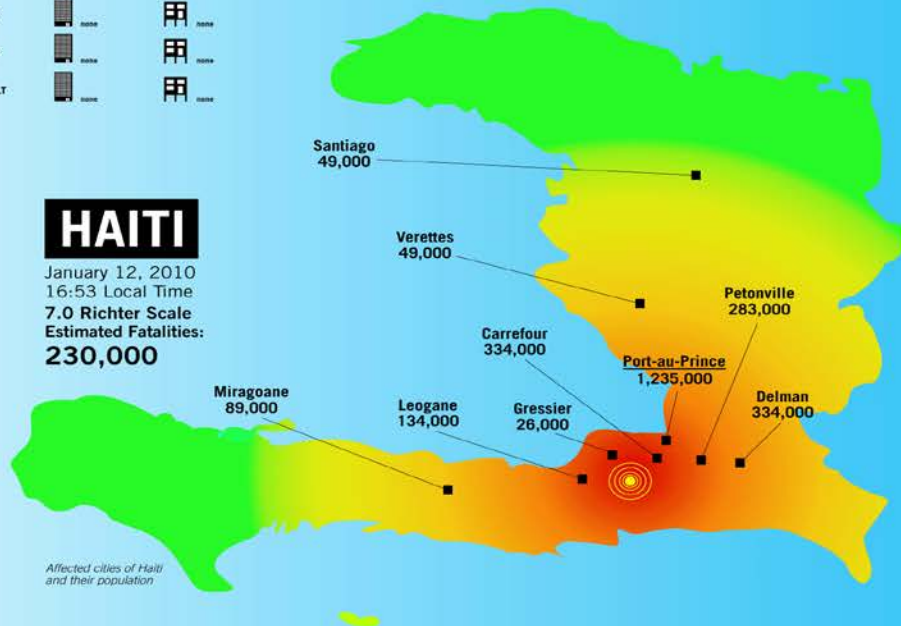 none
none
none
none
LT
none
none
Santiago
49,000
HAITI
January 12, 2010
16:53 Local Time
7.0 Richter Scale
Estimated Fatalities:
230,000
Verettes
49,000
Petonville
283,000
Carrefour
334,000
Port-au-Prince
1,235,000
Delman
334,000
Miragoane
89,000
Leogane
134,000
Gressier
26,000
Affected cities of Haiti
and their population